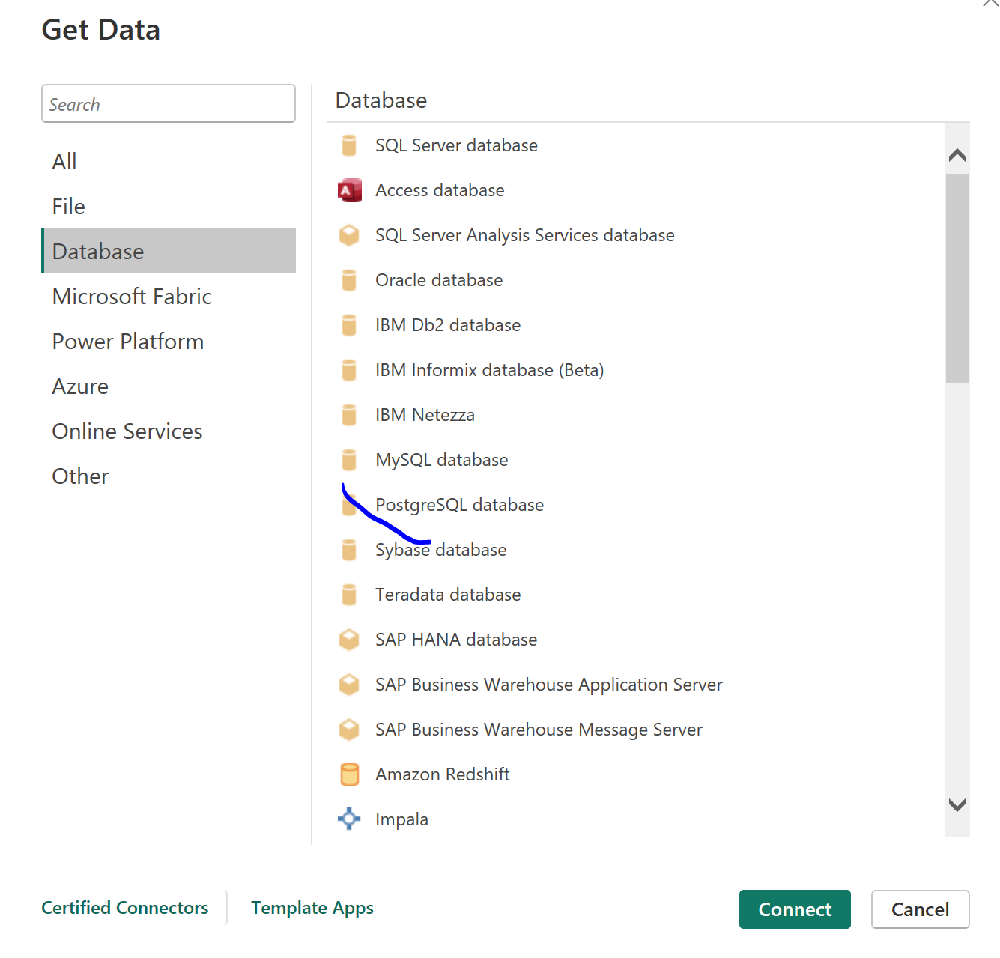 Get Data
Search
All
File
Database
Microsoft Fabric
Power Platform
Azure
Online Services
Other
Database
SQL Server database
Access database
SQL Server Analysis Services database
Oracle database
IBM Db2 database
IBM Informix database (Beta)
IBM Netezza
MySQL database
PostgreSQL database
Sybase database
Teradata database
SAP HANA database
SAP Business Warehouse Application Server
SAP Business Warehouse Message Server
Amazon Redshift
Impala
Certified Connectors
Template Apps
Connect
Cancel